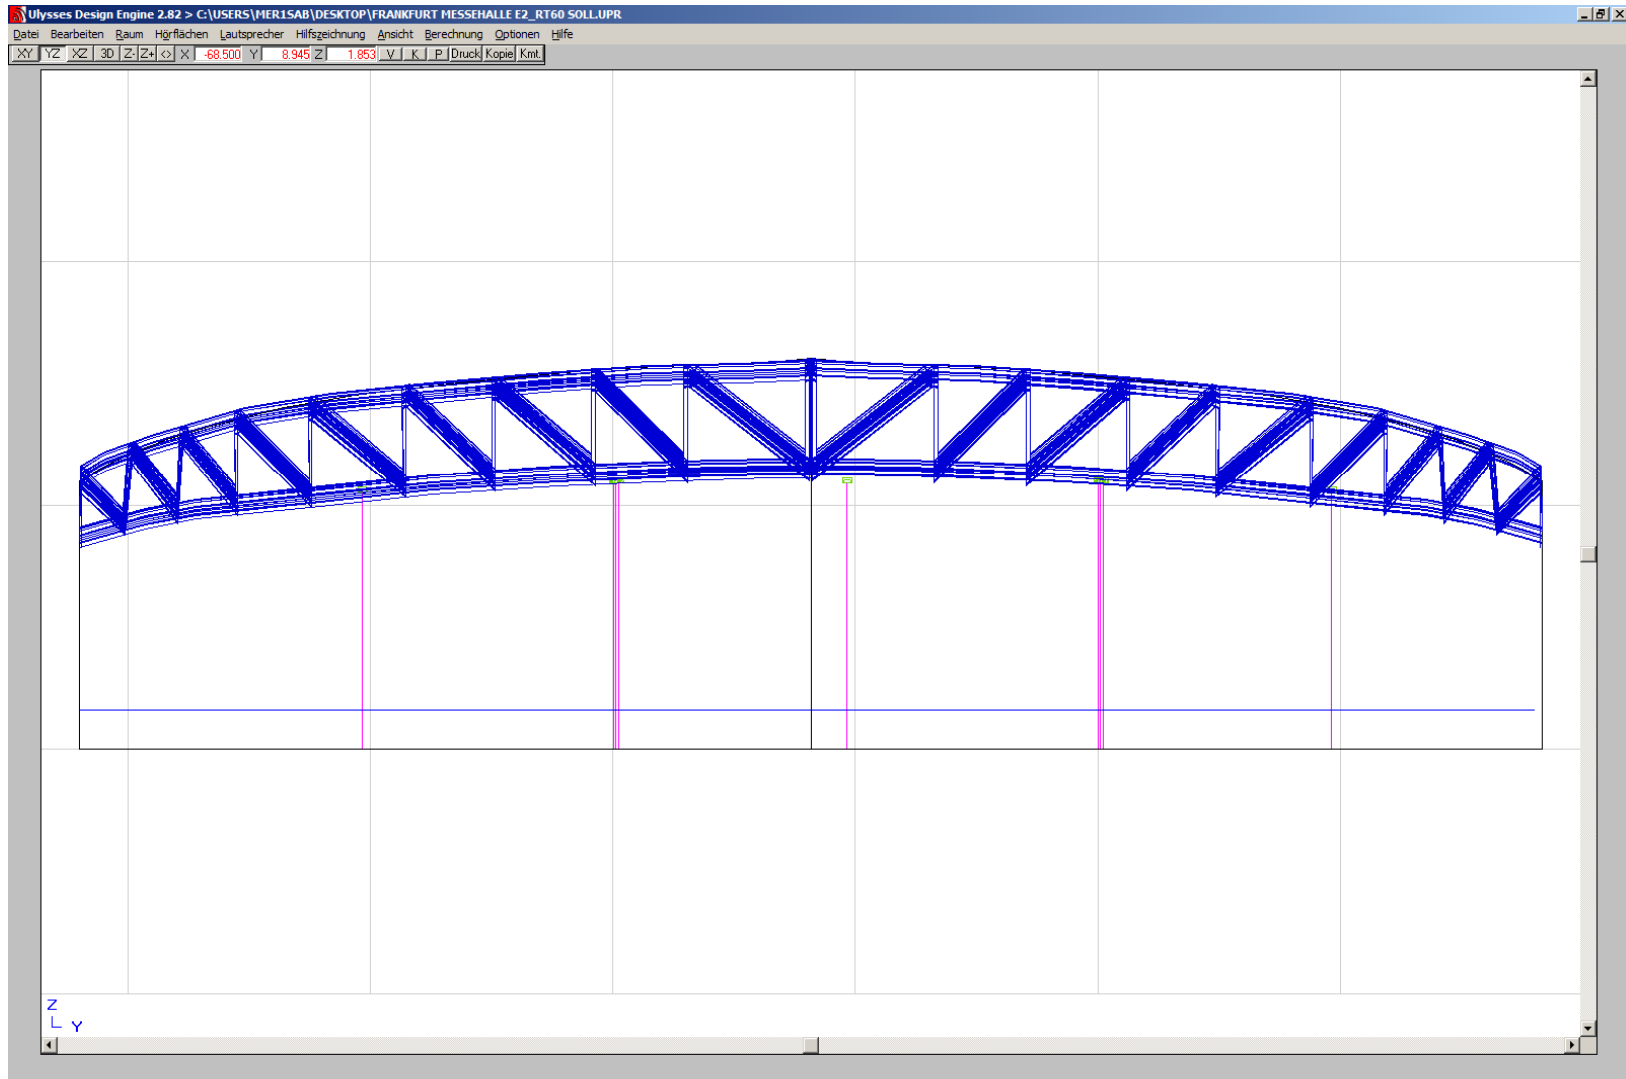 Ulysses Design Engine 2.82 > C:\USERS\MER1SAB\DESKTOP\FRANKFURT MESSEHALLE E2_RT60 SOLL.UPR
Datei Bearbeiten Raum Hörflächen Lautsprecher Hilfszeichnung Ansicht Berechnung Optionen Hilfe
XY YZ XZ 3D Z- Z+ <> X -68.500 Y 8.945 Z 1.853 V K P Druck Kopie Kmt.
Z
Y